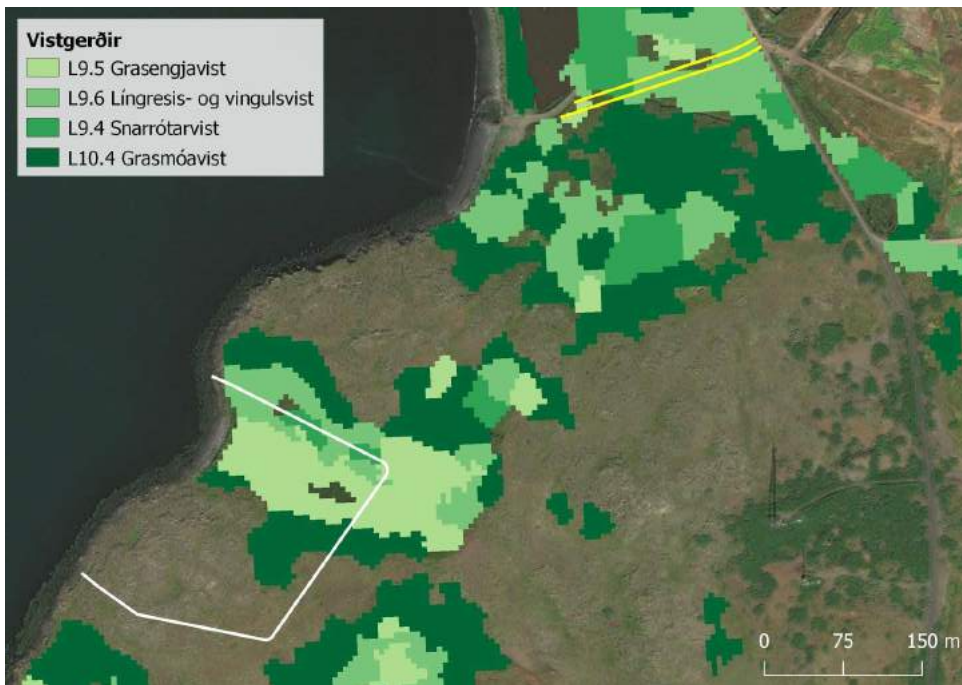 Vistgerðir
L9.5 Grasengjavist
L9.6 Língresis- og vingulsvist
L9.4 Snarrótarvist
L10.4 Grasmóavist
0 75 150 m